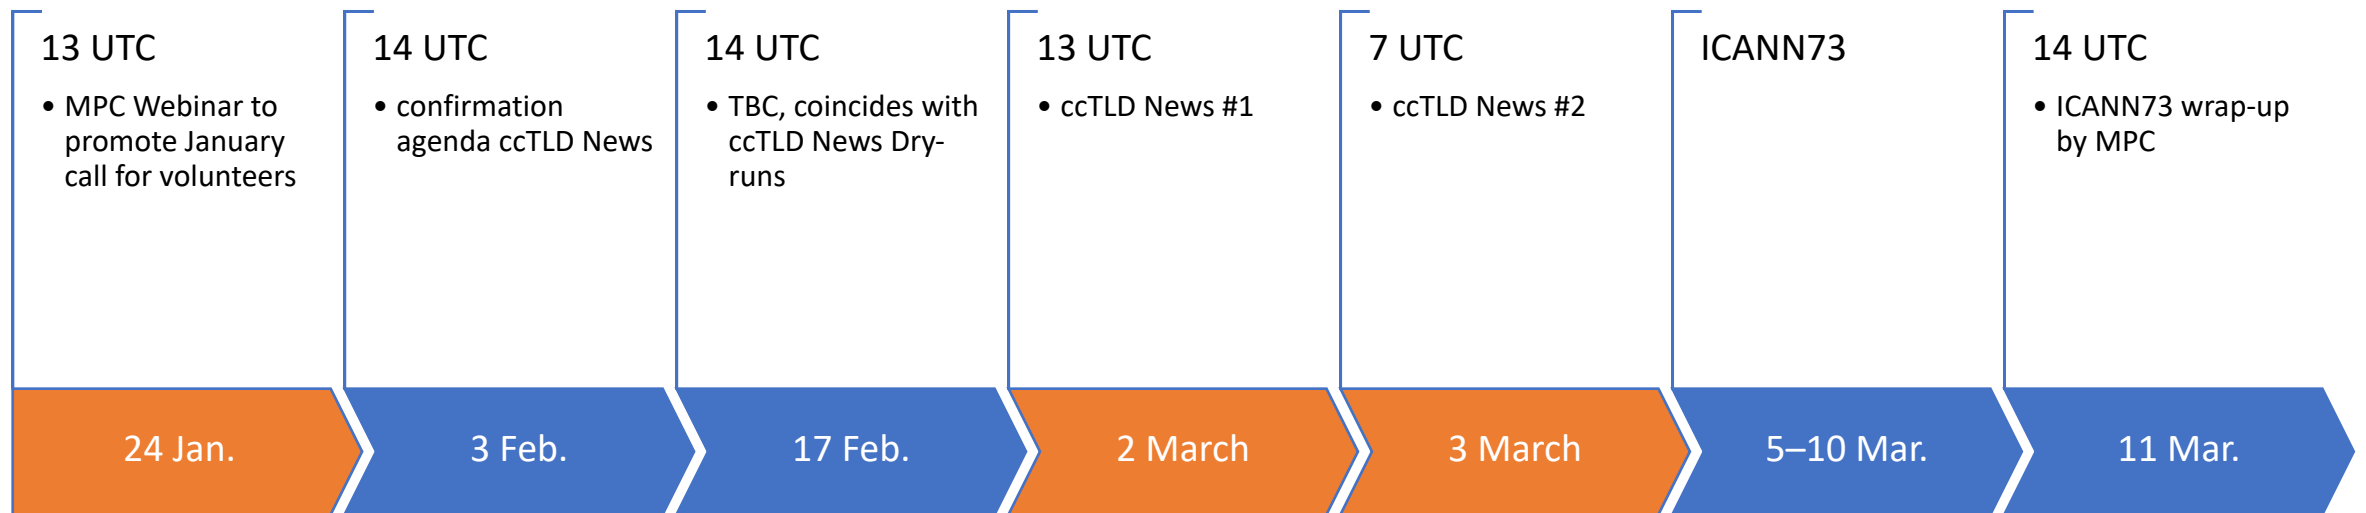 13 UTC
• MPC Webinar to
promote January
call for volunteers
24 Jan.
14 UTC
• confirmation
agenda ccTLD News
3 Feb.
14 UTC
• TBC, coincides with
ccTLD News Dry-
runs
17 Feb.
13 UTC
• ccTLD News #1
2 March
7 UTC
• ccTLD News #2
3 March
ICANN73
5–10 Mar.
14 UTC
• ICANN73 wrap-up
by MPC
11 Mar.